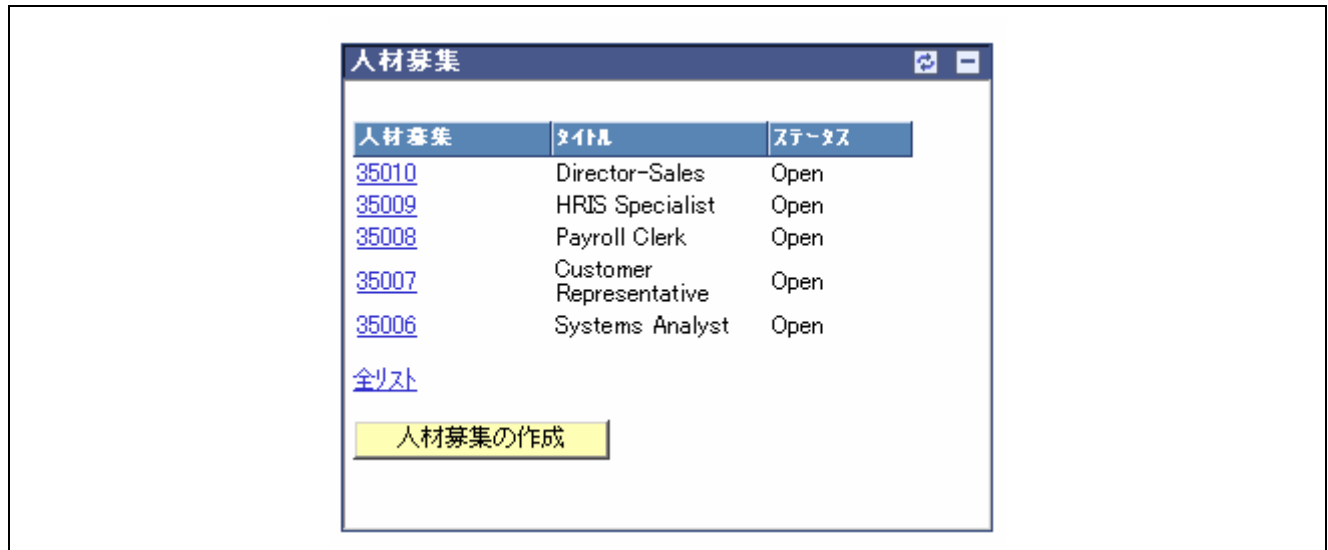 人材募集
人材募集 タイトル ステータス
35010 Director-Sales Open
35009 HRIS Specialist Open
35008 Payroll Clerk Open
35007 Customer Representative Open
35006 Systems Analyst Open
全リスト
人材募集の作成